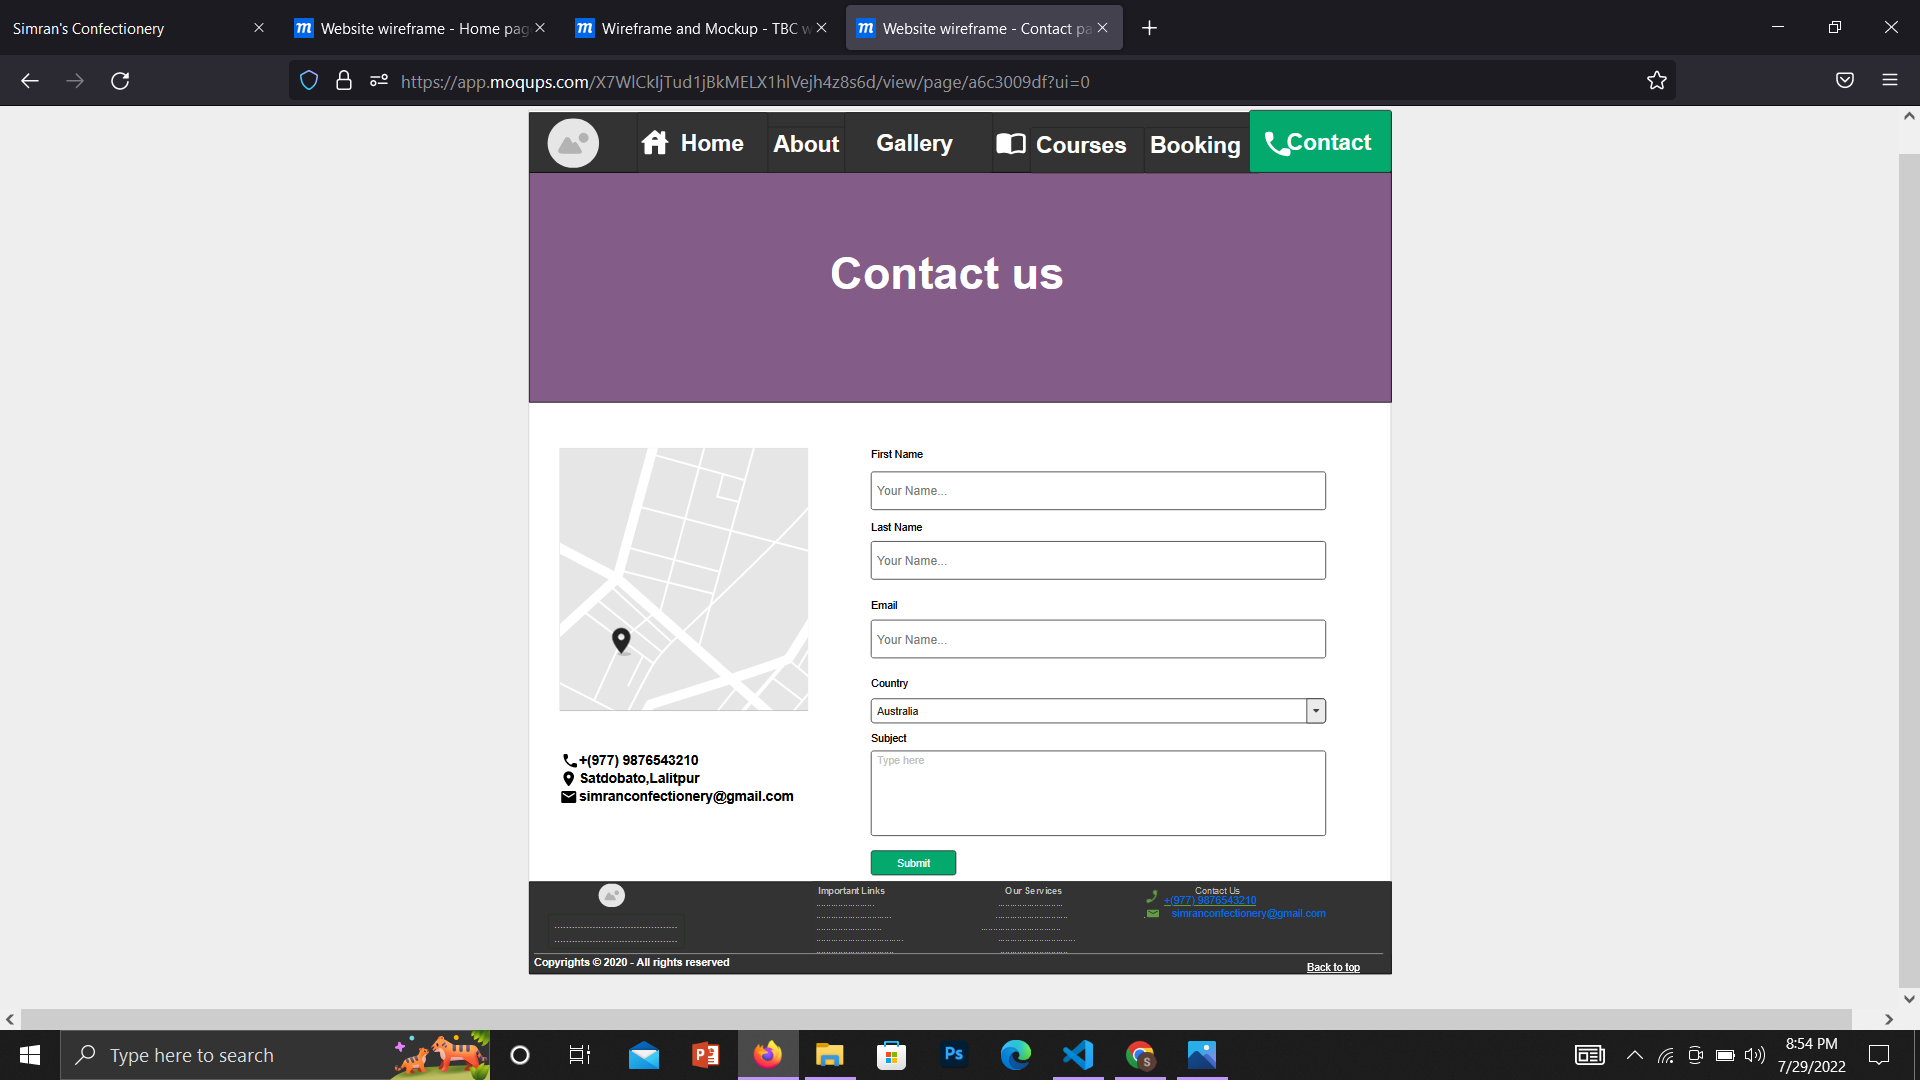 Simran's Confectionery
Website wireframe - Home pag
Wireframe and Mockup - TBC w
Website wireframe - Contact pa
https://app.moqups.com/X7WlCkIjTud1jBkMELX1hlVejh4z8s6d/view/page/a6c3009df?ui=0
Home
About
Gallery
Courses
Booking
Contact
Contact us
First Name
Your Name...
Last Name
Your Name...
Email
Your Name...
Country
Australia
Subject
Type here
Submit
+(977) 9876543210
Satdobato,Lalitpur
simranconfectionery@gmail.com
Important Links
Our Services
Contact Us
+(977) 9876543210
simranconfectionery@gmail.com
Copyrights © 2020 - All rights reserved
Back to top
Type here to search
Ps
S
8:54 PM
7/29/2022